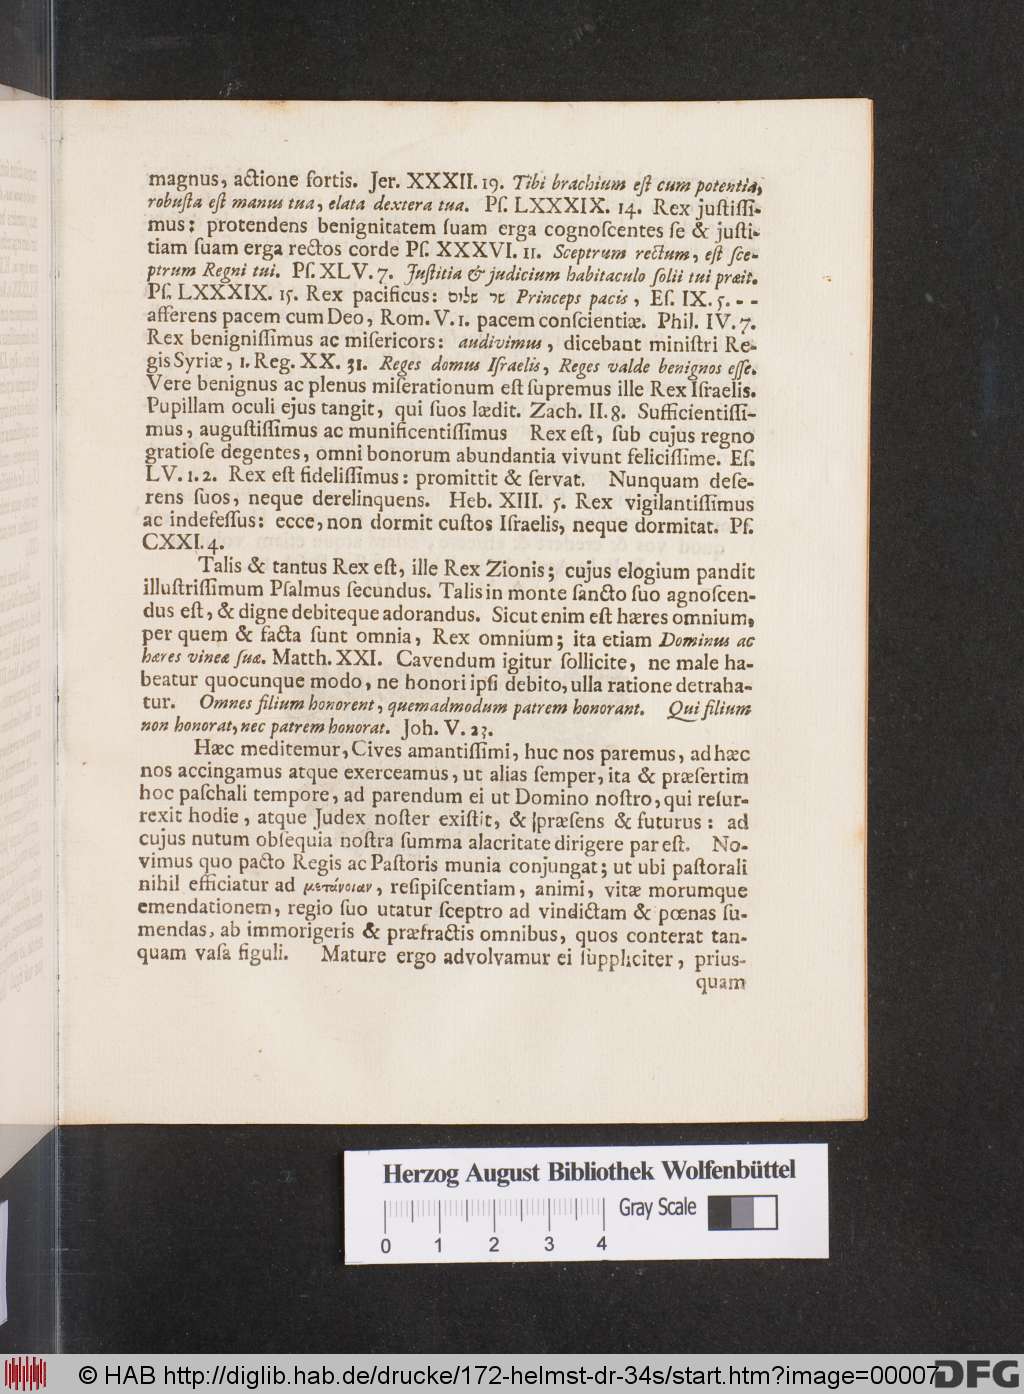 magnus, actione fortis. Jer. XXXII. 19. Tibi brachium eſt cum potentia,
robuſta eſt manus tua, elata dextera tua. Pſ. LXXXIX. 14. Rex juſtiſſi-
mus: protendens benignitatem ſuam erga cognoſcentes ſe & juſti-
tiam ſuam erga rectos corde Pſ. XXXVI. 11. Sceptrum rectum, eſt ſce-
ptrum Regni tui. Pſ. XLV. 7. Juſtitia & judicium habitaculo ſolii tui præit.
Pſ. LXXXIX. 15. Rex pacificus: שר שלום Princeps pacis, Eſ. IX. 5. - -
afferens pacem cum Deo, Rom. V. 1. pacem conſcientiæ. Phil. IV. 7.
Rex benigniſſimus ac miſericors: audivimus, dicebant miniſtri Re-
gis Syriæ, 1. Reg. XX. 31. Reges domus Iſraelis, Reges valde benignos eſſe.
Vere benignus ac plenus miſerationum eſt ſupremus ille Rex Iſraelis.
Pupillam oculi ejus tangit, qui ſuos lædit. Zach. II. 8. Sufficientiſſi-
mus, auguſtiſſimus ac munificentiſſimus Rex eſt, ſub cujus regno
gratioſe degentes, omni bonorum abundantia vivunt feliciſſime. Eſ.
LV. 1. 2. Rex eſt fideliſſimus: promittit & ſervat. Nunquam deſe-
rens ſuos, neque derelinquens. Heb. XIII. 5. Rex vigilantiſſimus
ac indefeſſus: ecce, non dormit cuſtos Iſraelis, neque dormitat. Pſ.
CXXI. 4.
Talis & tantus Rex eſt, ille Rex Zionis; cujus elogium pandit
illuſtriſſimum Pſalmus ſecundus. Talis in monte ſancto ſuo agnoſcen-
dus eſt, & digne debiteque adorandus. Sicut enim eſt hæres omnium,
per quem & facta ſunt omnia, Rex omnium; ita etiam Dominus ac
hæres vineæ ſuæ. Matth. XXI. Cavendum igitur ſollicite, ne male ha-
beatur quocunque modo, ne honori ipſi debito, ulla ratione detraha-
tur. Omnes filium honorent, quemadmodum patrem honorant. Qui filium
non honorat, nec patrem honorat. Joh. V. 23.
Hæc meditemur, Cives amantiſſimi, huc nos paremus, ad hæc
nos accingamus atque exerceamus, ut alias ſemper, ita & præſertim
hoc paſchali tempore, ad parendum ei ut Domino noſtro, qui reſur-
rexit hodie, atque Judex noſter exiſtit, & præſens & futurus: ad
cujus nutum obſequia noſtra ſumma alacritate dirigere par eſt. No-
vimus quo pacto Regis ac Paſtoris munia conjungat; ut ubi paſtorali
nihil efficiatur ad μετάνοιαν, reſipiſcentiam, animi, vitæ morumque
emendationem, regio ſuo utatur ſceptro ad vindictam & pœnas ſu-
mendas, ab immorigeris & præfractis omnibus, quos conterat tan-
quam vaſa figuli. Mature ergo advolvamur ei ſuppliciter, prius-
quam
Herzog August Bibliothek Wolfenbüttel
Gray Scale
0 1 2 3 4
© HAB http://diglib.hab.de/drucke/172-helmst-dr-34s/start.htm?image=00007
DFG